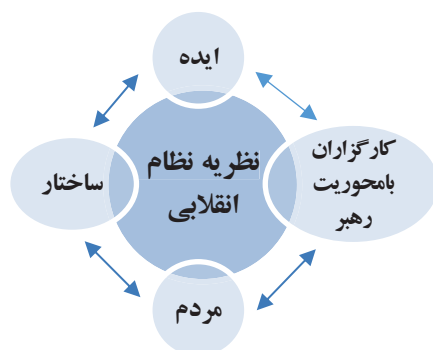 ایده
کارگزاران
بامحوریت
رهبر
نظریه نظام
انقلابی
ساختار
مردم